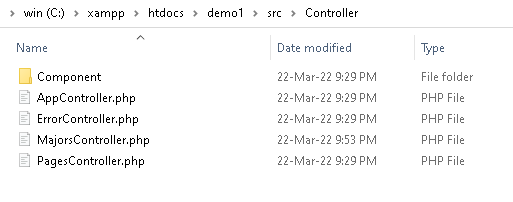 win (C:) > xampp > htdocs > demo1 > src > Controller
Name Date modified Type
Component 22-Mar-22 9:29 PM File folder
AppController.php 22-Mar-22 9:29 PM PHP File
ErrorController.php 22-Mar-22 9:29 PM PHP File
MajorsController.php 22-Mar-22 9:53 PM PHP File
PagesController.php 22-Mar-22 9:29 PM PHP File